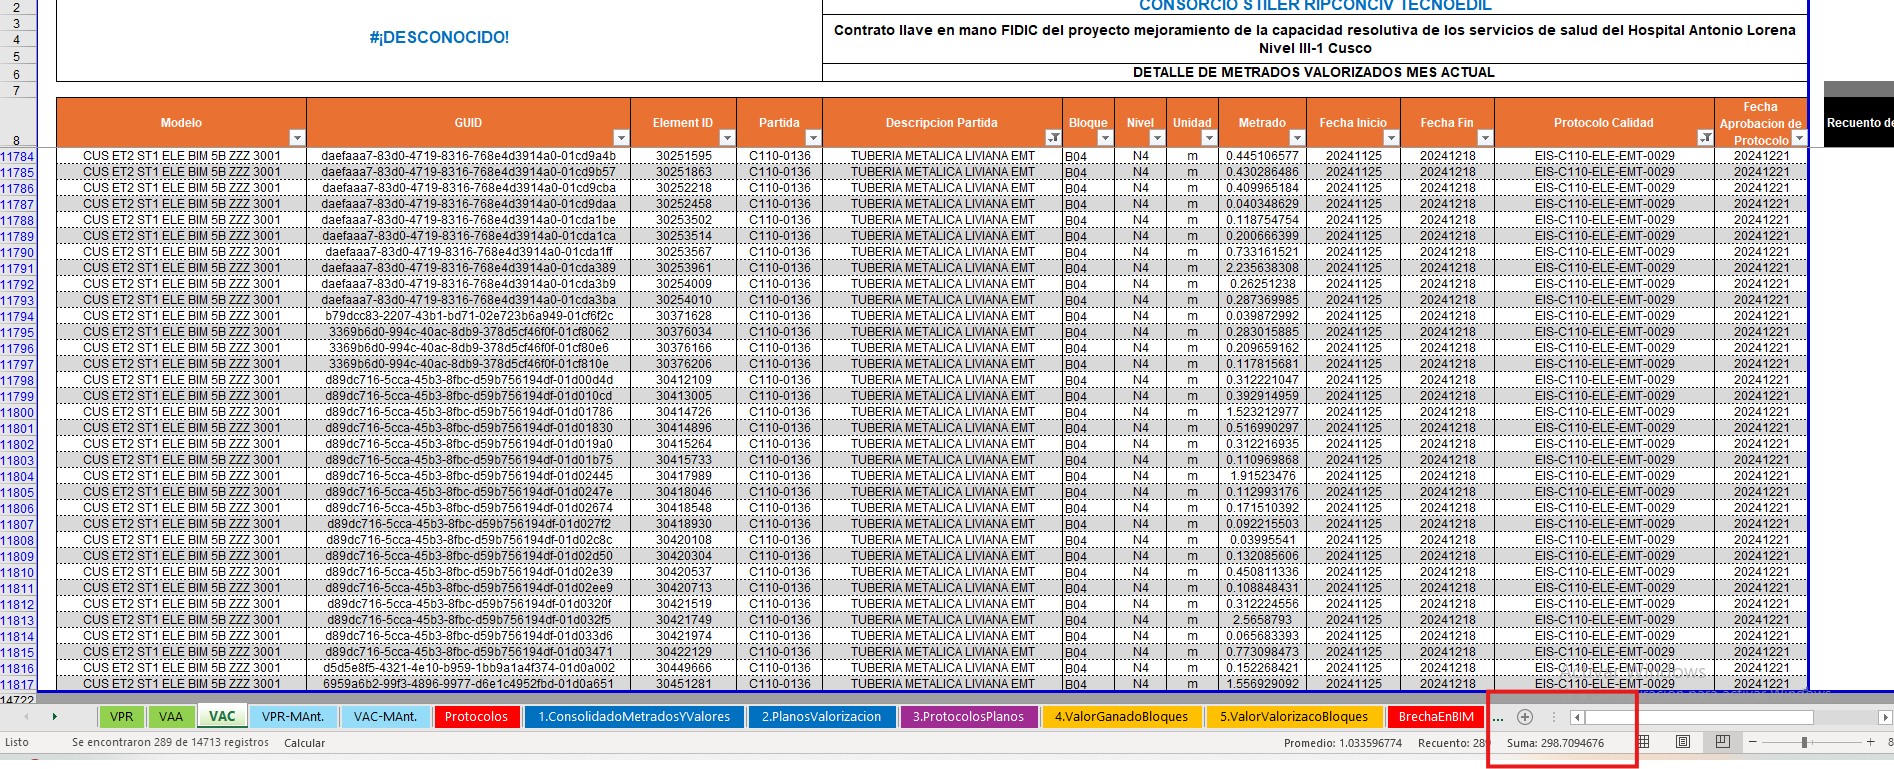 2 CONSORCIO STILER RIPCONCIV TECNOEDIL
3
4 #¡DESCONOCIDO! Contrato llave en mano FIDIC del proyecto mejoramiento de la capacidad resolutiva de los servicios de salud del Hospital Antonio Lorena
5 Nivel III-1 Cusco
6 DETALLE DE METRADOS VALORIZADOS MES ACTUAL
7
8 Modelo GUID Element ID Partida Descripcion Partida Bloque Nivel Unidad Metrado Fecha Inicio Fecha Fin Protocolo Calidad Fecha Aprobacion de Protocolo Recuento de
11784 CUS ET2 ST1 ELE BIM 5B ZZZ 3001 daefaaa7-83d0-4719-8316-768e4d3914a0-01cd9a4b 30251595 C110-0136 TUBERIA METALICA LIVIANA EMT B04 N4 m 0.445106577 20241125 20241218 EIS-C110-ELE-EMT-0029 20241221
11785 CUS ET2 ST1 ELE BIM 5B ZZZ 3001 daefaaa7-83d0-4719-8316-768e4d3914a0-01cd9b57 30251863 C110-0136 TUBERIA METALICA LIVIANA EMT B04 N4 m 0.430286486 20241125 20241218 EIS-C110-ELE-EMT-0029 20241221
11786 CUS ET2 ST1 ELE BIM 5B ZZZ 3001 daefaaa7-83d0-4719-8316-768e4d3914a0-01cd9cba 30252218 C110-0136 TUBERIA METALICA LIVIANA EMT B04 N4 m 0.409965184 20241125 20241218 EIS-C110-ELE-EMT-0029 20241221
11787 CUS ET2 ST1 ELE BIM 5B ZZZ 3001 daefaaa7-83d0-4719-8316-768e4d3914a0-01cd9daa 30252458 C110-0136 TUBERIA METALICA LIVIANA EMT B04 N4 m 0.040348629 20241125 20241218 EIS-C110-ELE-EMT-0029 20241221
11788 CUS ET2 ST1 ELE BIM 5B ZZZ 3001 daefaaa7-83d0-4719-8316-768e4d3914a0-01cda1be 30253502 C110-0136 TUBERIA METALICA LIVIANA EMT B04 N4 m 0.118754754 20241125 20241218 EIS-C110-ELE-EMT-0029 20241221
11789 CUS ET2 ST1 ELE BIM 5B ZZZ 3001 daefaaa7-83d0-4719-8316-768e4d3914a0-01cda1ca 30253514 C110-0136 TUBERIA METALICA LIVIANA EMT B04 N4 m 0.200666399 20241125 20241218 EIS-C110-ELE-EMT-0029 20241221
11790 CUS ET2 ST1 ELE BIM 5B ZZZ 3001 daefaaa7-83d0-4719-8316-768e4d3914a0-01cda1ff 30253567 C110-0136 TUBERIA METALICA LIVIANA EMT B04 N4 m 0.733161521 20241125 20241218 EIS-C110-ELE-EMT-0029 20241221
11791 CUS ET2 ST1 ELE BIM 5B ZZZ 3001 daefaaa7-83d0-4719-8316-768e4d3914a0-01cda389 30253961 C110-0136 TUBERIA METALICA LIVIANA EMT B04 N4 m 2.235638308 20241125 20241218 EIS-C110-ELE-EMT-0029 20241221
11792 CUS ET2 ST1 ELE BIM 5B ZZZ 3001 daefaaa7-83d0-4719-8316-768e4d3914a0-01cda3b9 30254009 C110-0136 TUBERIA METALICA LIVIANA EMT B04 N4 m 0.26251238 20241125 20241218 EIS-C110-ELE-EMT-0029 20241221
11793 CUS ET2 ST1 ELE BIM 5B ZZZ 3001 daefaaa7-83d0-4719-8316-768e4d3914a0-01cda3ba 30254010 C110-0136 TUBERIA METALICA LIVIANA EMT B04 N4 m 0.287369985 20241125 20241218 EIS-C110-ELE-EMT-0029 20241221
11794 CUS ET2 ST1 ELE BIM 5B ZZZ 3001 b79dcc83-2207-43b1-bd71-02e723b6a949-01cf6f2c 30371628 C110-0136 TUBERIA METALICA LIVIANA EMT B04 N4 m 0.039872992 20241125 20241218 EIS-C110-ELE-EMT-0029 20241221
11795 CUS ET2 ST1 ELE BIM 5B ZZZ 3001 3369b6d0-994c-40ac-8db9-378d5cf46f0f-01cf8062 30376034 C110-0136 TUBERIA METALICA LIVIANA EMT B04 N4 m 0.283015885 20241125 20241218 EIS-C110-ELE-EMT-0029 20241221
11796 CUS ET2 ST1 ELE BIM 5B ZZZ 3001 3369b6d0-994c-40ac-8db9-378d5cf46f0f-01cf80e6 30376166 C110-0136 TUBERIA METALICA LIVIANA EMT B04 N4 m 0.209659162 20241125 20241218 EIS-C110-ELE-EMT-0029 20241221
11797 CUS ET2 ST1 ELE BIM 5B ZZZ 3001 3369b6d0-994c-40ac-8db9-378d5cf46f0f-01cf810e 30376206 C110-0136 TUBERIA METALICA LIVIANA EMT B04 N4 m 0.117815681 20241125 20241218 EIS-C110-ELE-EMT-0029 20241221
11798 CUS ET2 ST1 ELE BIM 5B ZZZ 3001 d89dc716-5cca-45b3-8fbc-d59b756194df-01d00d4d 30412109 C110-0136 TUBERIA METALICA LIVIANA EMT B04 N4 m 0.312221047 20241125 20241218 EIS-C110-ELE-EMT-0029 20241221
11799 CUS ET2 ST1 ELE BIM 5B ZZZ 3001 d89dc716-5cca-45b3-8fbc-d59b756194df-01d010cd 30413005 C110-0136 TUBERIA METALICA LIVIANA EMT B04 N4 m 0.392914959 20241125 20241218 EIS-C110-ELE-EMT-0029 20241221
11800 CUS ET2 ST1 ELE BIM 5B ZZZ 3001 d89dc716-5cca-45b3-8fbc-d59b756194df-01d01786 30414726 C110-0136 TUBERIA METALICA LIVIANA EMT B04 N4 m 1.523212977 20241125 20241218 EIS-C110-ELE-EMT-0029 20241221
11801 CUS ET2 ST1 ELE BIM 5B ZZZ 3001 d89dc716-5cca-45b3-8fbc-d59b756194df-01d01830 30414896 C110-0136 TUBERIA METALICA LIVIANA EMT B04 N4 m 0.516990297 20241125 20241218 EIS-C110-ELE-EMT-0029 20241221
11802 CUS ET2 ST1 ELE BIM 5B ZZZ 3001 d89dc716-5cca-45b3-8fbc-d59b756194df-01d019a0 30415264 C110-0136 TUBERIA METALICA LIVIANA EMT B04 N4 m 0.312216935 20241125 20241218 EIS-C110-ELE-EMT-0029 20241221
11803 CUS ET2 ST1 ELE BIM 5B ZZZ 3001 d89dc716-5cca-45b3-8fbc-d59b756194df-01d01b75 30415733 C110-0136 TUBERIA METALICA LIVIANA EMT B04 N4 m 0.110969868 20241125 20241218 EIS-C110-ELE-EMT-0029 20241221
11804 CUS ET2 ST1 ELE BIM 5B ZZZ 3001 d89dc716-5cca-45b3-8fbc-d59b756194df-01d02445 30417989 C110-0136 TUBERIA METALICA LIVIANA EMT B04 N4 m 1.91523476 20241125 20241218 EIS-C110-ELE-EMT-0029 20241221
11805 CUS ET2 ST1 ELE BIM 5B ZZZ 3001 d89dc716-5cca-45b3-8fbc-d59b756194df-01d0247e 30418046 C110-0136 TUBERIA METALICA LIVIANA EMT B04 N4 m 0.112993176 20241125 20241218 EIS-C110-ELE-EMT-0029 20241221
11806 CUS ET2 ST1 ELE BIM 5B ZZZ 3001 d89dc716-5cca-45b3-8fbc-d59b756194df-01d02674 30418548 C110-0136 TUBERIA METALICA LIVIANA EMT B04 N4 m 0.171510392 20241125 20241218 EIS-C110-ELE-EMT-0029 20241221
11807 CUS ET2 ST1 ELE BIM 5B ZZZ 3001 d89dc716-5cca-45b3-8fbc-d59b756194df-01d027f2 30418930 C110-0136 TUBERIA METALICA LIVIANA EMT B04 N4 m 0.092215503 20241125 20241218 EIS-C110-ELE-EMT-0029 20241221
11808 CUS ET2 ST1 ELE BIM 5B ZZZ 3001 d89dc716-5cca-45b3-8fbc-d59b756194df-01d02c8c 30420108 C110-0136 TUBERIA METALICA LIVIANA EMT B04 N4 m 0.03995541 20241125 20241218 EIS-C110-ELE-EMT-0029 20241221
11809 CUS ET2 ST1 ELE BIM 5B ZZZ 3001 d89dc716-5cca-45b3-8fbc-d59b756194df-01d02d50 30420304 C110-0136 TUBERIA METALICA LIVIANA EMT B04 N4 m 0.132085606 20241125 20241218 EIS-C110-ELE-EMT-0029 20241221
11810 CUS ET2 ST1 ELE BIM 5B ZZZ 3001 d89dc716-5cca-45b3-8fbc-d59b756194df-01d02e39 30420537 C110-0136 TUBERIA METALICA LIVIANA EMT B04 N4 m 0.450811336 20241125 20241218 EIS-C110-ELE-EMT-0029 20241221
11811 CUS ET2 ST1 ELE BIM 5B ZZZ 3001 d89dc716-5cca-45b3-8fbc-d59b756194df-01d02ee9 30420713 C110-0136 TUBERIA METALICA LIVIANA EMT B04 N4 m 0.108848431 20241125 20241218 EIS-C110-ELE-EMT-0029 20241221
11812 CUS ET2 ST1 ELE BIM 5B ZZZ 3001 d89dc716-5cca-45b3-8fbc-d59b756194df-01d0320f 30421519 C110-0136 TUBERIA METALICA LIVIANA EMT B04 N4 m 0.312224556 20241125 20241218 EIS-C110-ELE-EMT-0029 20241221
11813 CUS ET2 ST1 ELE BIM 5B ZZZ 3001 d89dc716-5cca-45b3-8fbc-d59b756194df-01d032f5 30421749 C110-0136 TUBERIA METALICA LIVIANA EMT B04 N4 m 2.5658793 20241125 20241218 EIS-C110-ELE-EMT-0029 20241221
11814 CUS ET2 ST1 ELE BIM 5B ZZZ 3001 d89dc716-5cca-45b3-8fbc-d59b756194df-01d033d6 30421974 C110-0136 TUBERIA METALICA LIVIANA EMT B04 N4 m 0.065683393 20241125 20241218 EIS-C110-ELE-EMT-0029 20241221
11815 CUS ET2 ST1 ELE BIM 5B ZZZ 3001 d89dc716-5cca-45b3-8fbc-d59b756194df-01d03471 30422129 C110-0136 TUBERIA METALICA LIVIANA EMT B04 N4 m 0.773098473 20241125 20241218 EIS-C110-ELE-EMT-0029 20241221
11816 CUS ET2 ST1 ELE BIM 5B ZZZ 3001 d5d5e8f5-4321-4e10-b959-1bb9a1a4f374-01d0a002 30449666 C110-0136 TUBERIA METALICA LIVIANA EMT B04 N4 m 0.152268421 20241125 20241218 EIS-C110-ELE-EMT-0029 20241221
11817 CUS ET2 ST1 ELE BIM 5B ZZZ 3001 6959a6b2-99f3-4896-9977-d6e1c4952fbd-01d0a651 30451281 C110-0136 TUBERIA METALICA LIVIANA EMT B04 N4 m 1.556929092 20241125 20241218 EIS-C110-ELE-EMT-0029 20241221
14722
VPR VAA VAC VPR-MAnt. VAC-MAnt. Protocolos 1.ConsolidadoMetradosYValores 2.PlanosValorizacion 3.ProtocolosPlanos 4.ValorGanadoBloques 5.ValorValorizacoBloques BrechaEnBIM ...
Listo Se encontraron 289 de 14713 registros Calcular Promedio: 1.033596774 Recuento: 289 Suma: 298.7094676 8